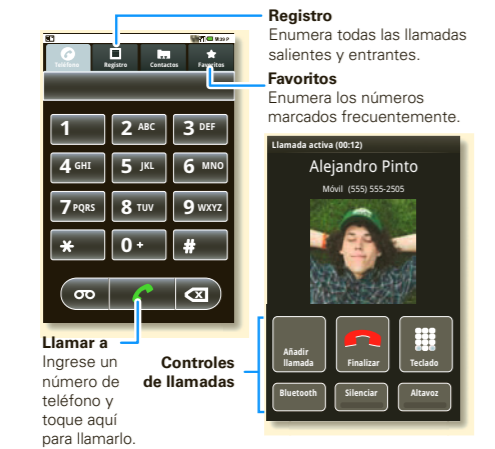 Registro
Enumera todas las llamadas
salientes y entrantes.
Favoritos
Enumera los números
marcados frecuentemente.
Teléfono Registro Contactos Favoritos
1 2 ABC 3 DEF
4 GHI 5 JKL 6 MNO
7 PQRS 8 TUV 9 WXYZ
* 0 + #
Llamar a
Ingrese un
número de
teléfono y
toque aquí
para llamarlo.
Llamada activa (00:12)
Alejandro Pinto
Móvil (555) 555-2505
Controles
de llamadas
Añadir
llamada
Finalizar
Teclado
Bluetooth Silenciar Altavoz